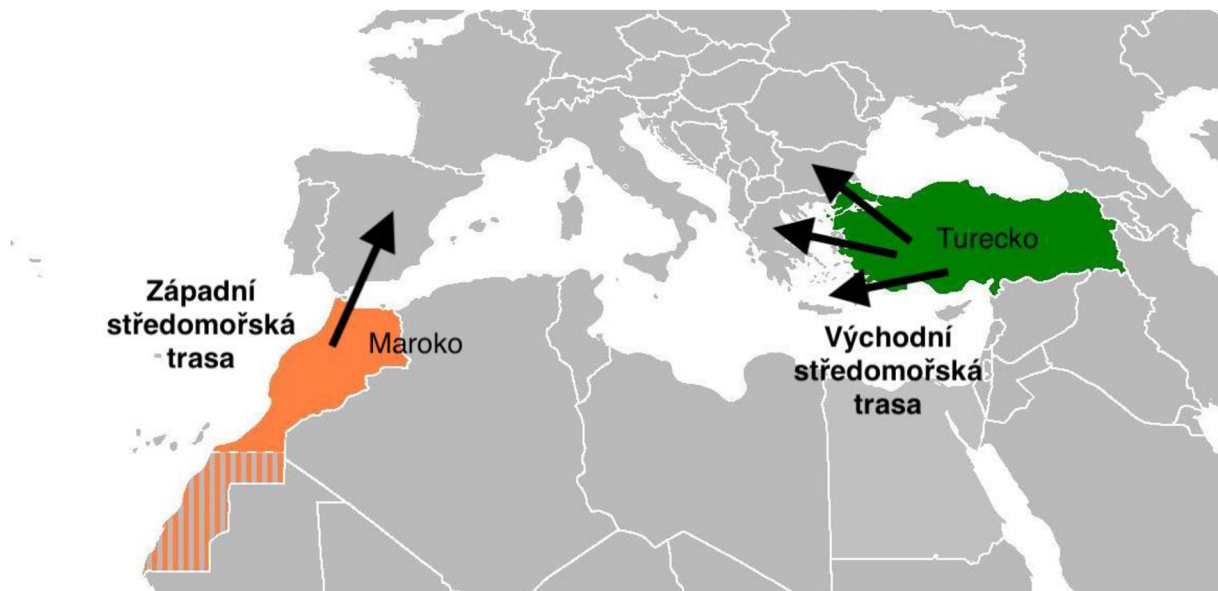 Západní
středomořská
trasa
Maroko
Turecko
Východní
středomořská
trasa